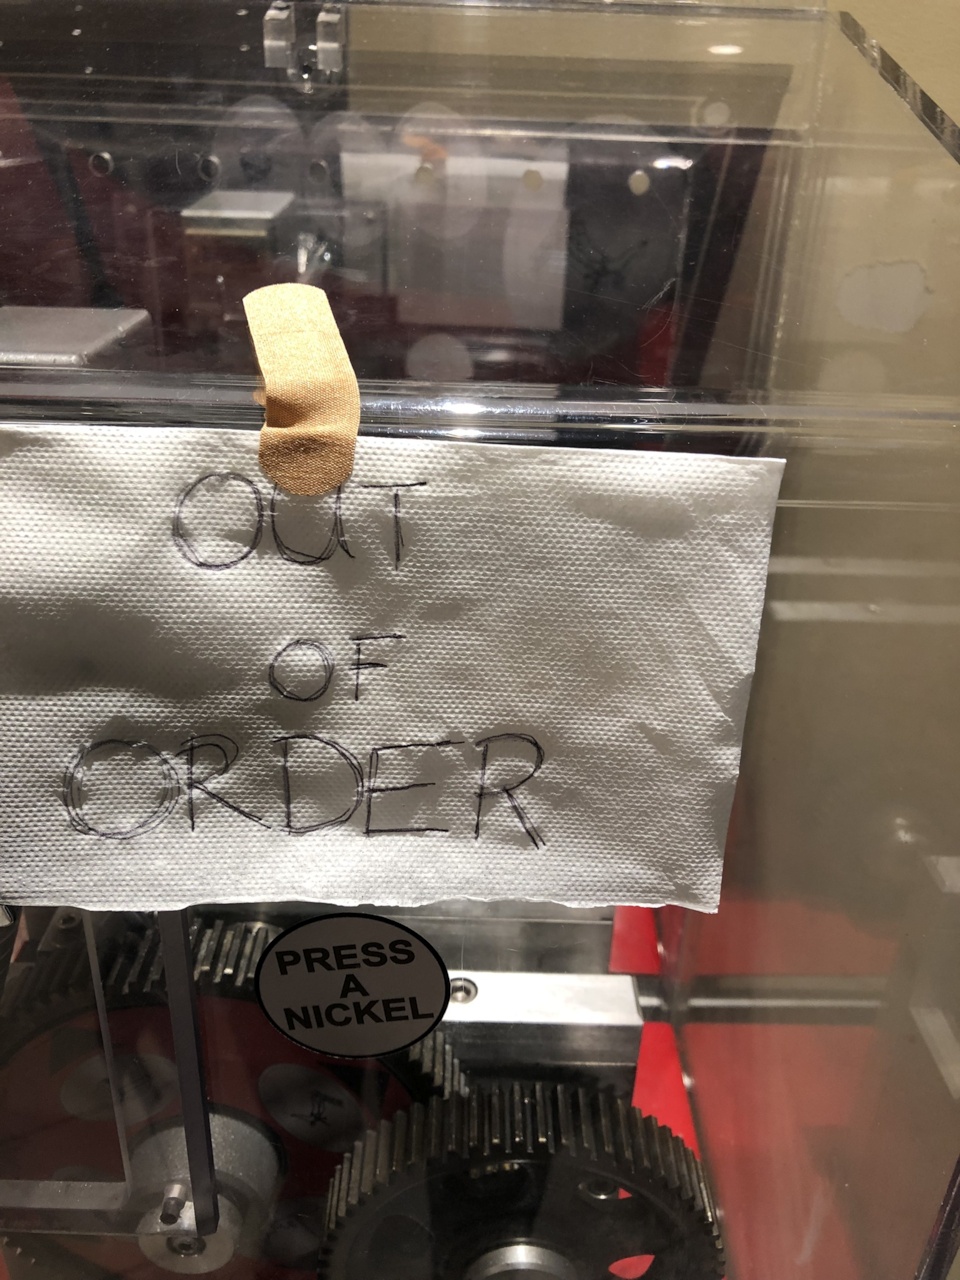 OUT
OF
ORDER
PRESS
A
NICKEL